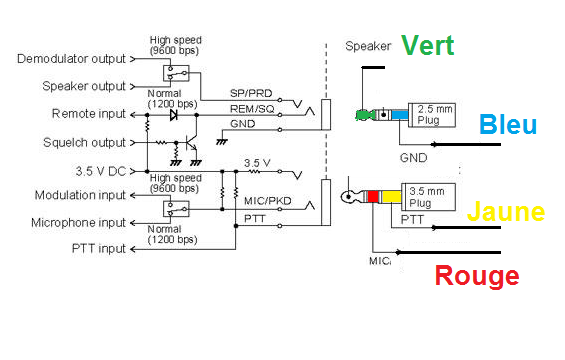 High speed
(9600 bps)
Demodulator output
Speaker output
Normal
(1200 bps)
SP/PRD
Remote input
REM/SQ
GND
Squelch output
3.5 V DC
3.5 V
High speed
(9600 bps)
Modulation input
MIC/PKD
Microphone input
Normal
(1200 bps)
PTT
PTT input
Speaker
Vert
2.5 mm
Plug
Bleu
GND
3.5 mm
Plug
Jaune
PTT
MIC
Rouge